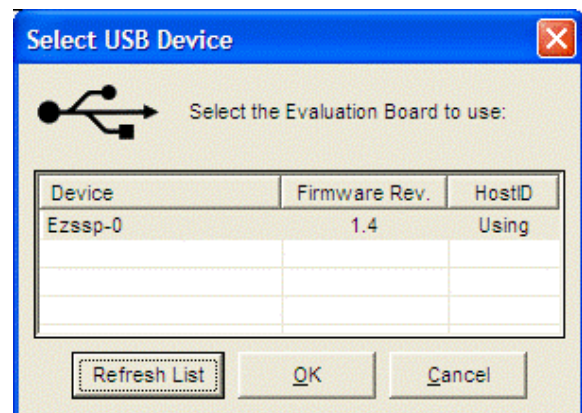 Select USB Device
Select the Evaluation Board to use:
Device Firmware Rev. HostID
Ezssp-0 1.4 Using
Refresh List OK Cancel